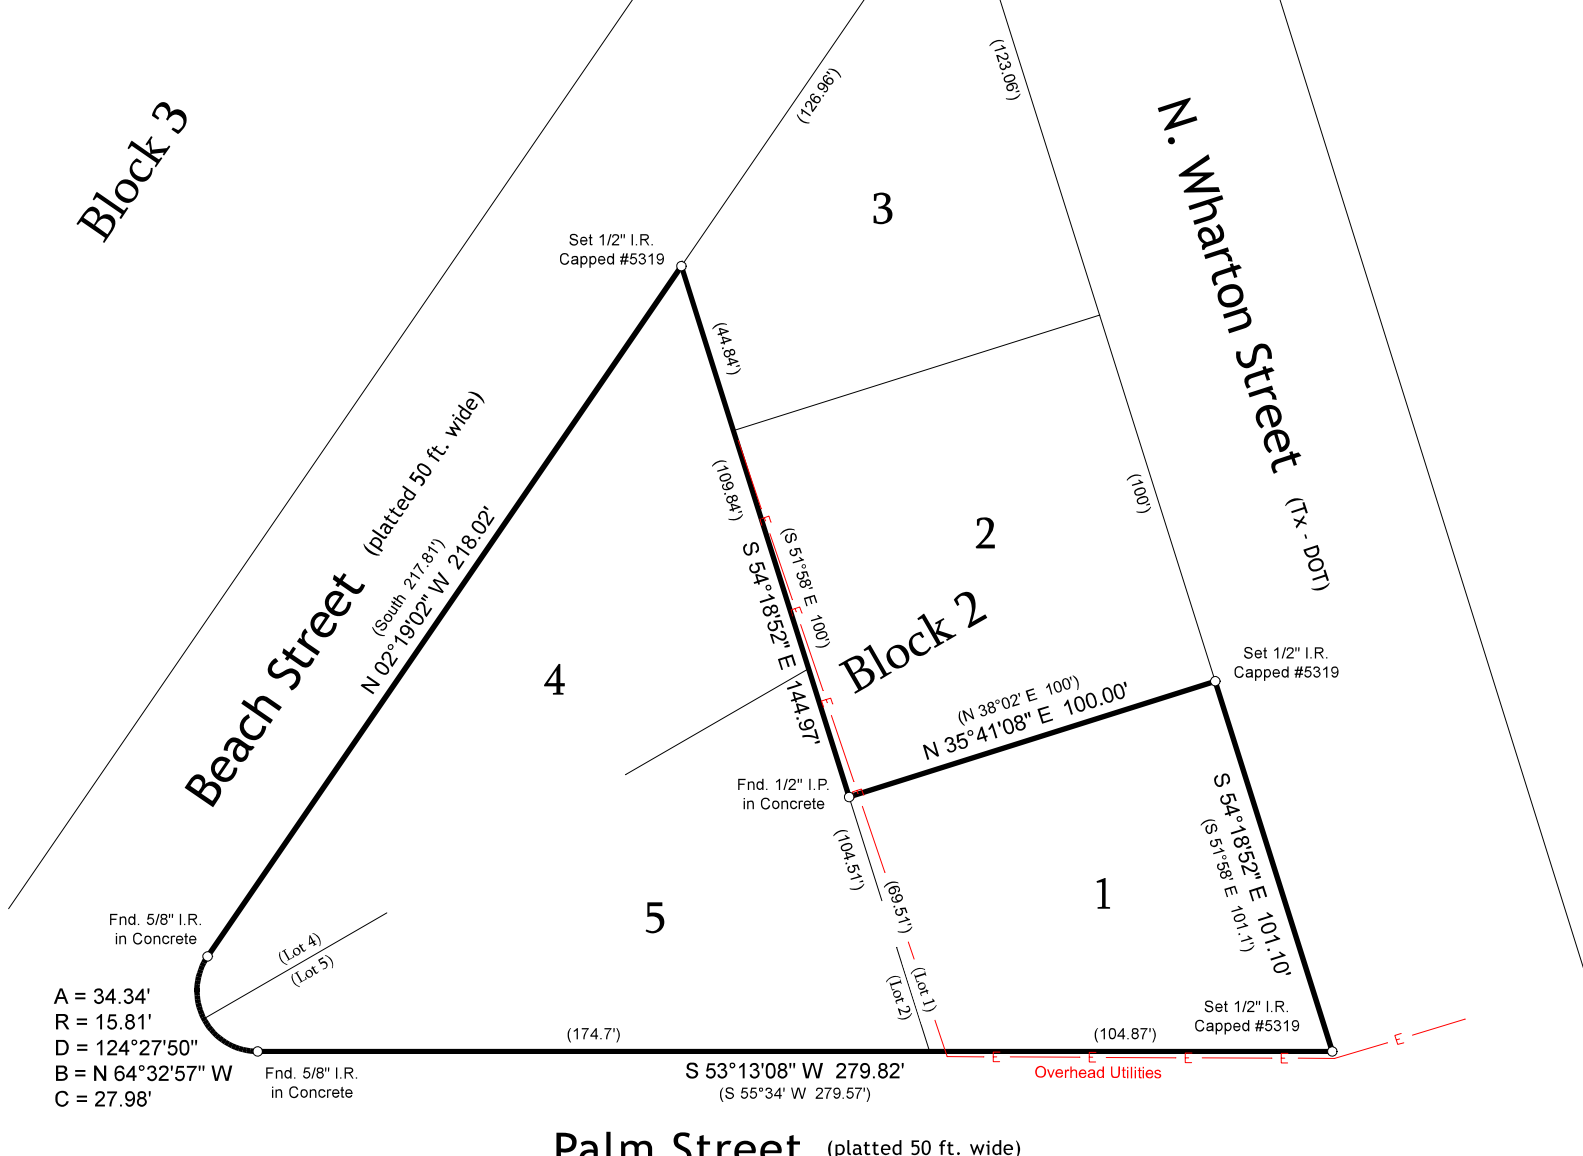 Block 3
(126.96')
(123.06')
N. Wharton Street
(Tx - DOT)
3
Set 1/2" I.R.
Capped #5319
(44.84')
(109.84')
S 54°18'52" E  144.97'
(S 51°58' E  100')
E
E
E
2
(100')
Block 2
Beach Street
(platted 50 ft. wide)
(South  217.81')
N 02°19'02" W  218.02'
4
Set 1/2" I.R.
Capped #5319
(N 38°02' E  100')
N 35°41'08" E  100.00'
Fnd. 1/2" I.P.
in Concrete
(104.51')
(69.51')
1
S 54°18'52" E  101.10'
(S 51°58' E  101.1')
5
Fnd. 5/8" I.R.
in Concrete
(Lot 4)
(Lot 5)
(Lot 1)
(Lot 2)
A = 34.34'
R = 15.81'
D = 124°27'50"
B = N 64°32'57" W
C = 27.98'
Fnd. 5/8" I.R.
in Concrete
(174.7')
(104.87')
Set 1/2" I.R.
Capped #5319
E
E
E
E
E
Overhead Utilities
S 53°13'08" W  279.82'
(S 55°34' W  279.57')
Palm Street
(platted 50 ft. wide)